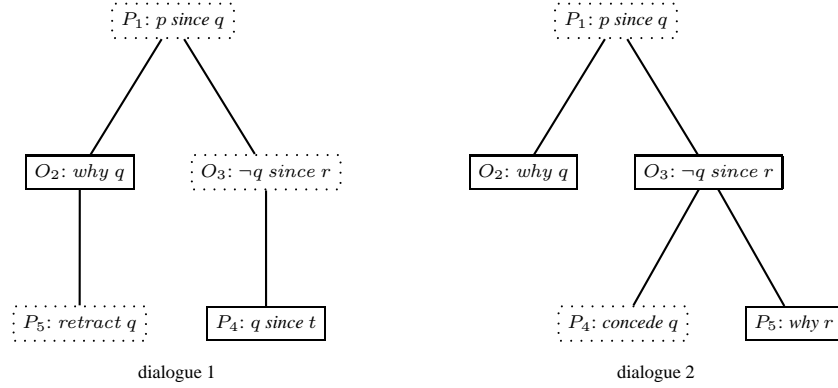 P1: p since q
P1: p since q
O2: why q
O3: ¬q since r
O2: why q
O3: ¬q since r
P5: retract q
P4: q since t
P4: concede q
P5: why r
dialogue 1
dialogue 2